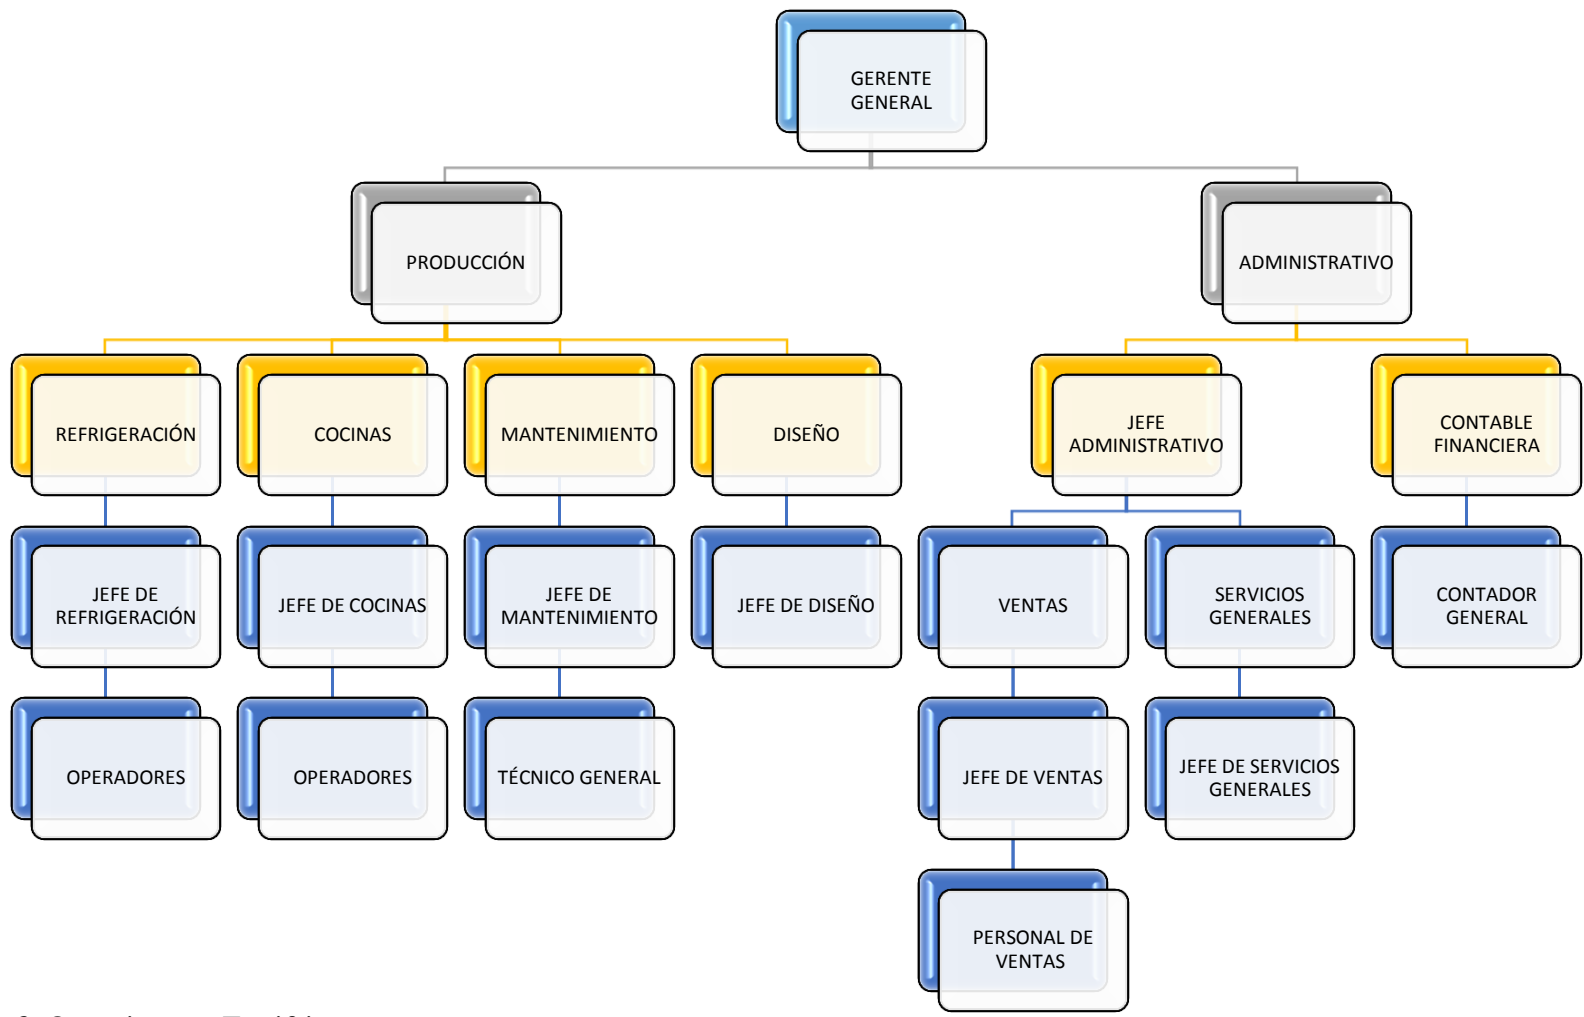 GERENTE
GENERAL
PRODUCCIÓN
ADMINISTRATIVO
REFRIGERACIÓN
COCINAS
MANTENIMIENTO
DISEÑO
JEFE
ADMINISTRATIVO
CONTABLE
FINANCIERA
JEFE DE
REFRIGERACIÓN
JEFE DE COCINAS
JEFE DE
MANTENIMIENTO
JEFE DE DISEÑO
VENTAS
SERVICIOS
GENERALES
CONTADOR
GENERAL
OPERADORES
OPERADORES
TÉCNICO GENERAL
JEFE DE VENTAS
JEFE DE SERVICIOS
GENERALES
PERSONAL DE
VENTAS